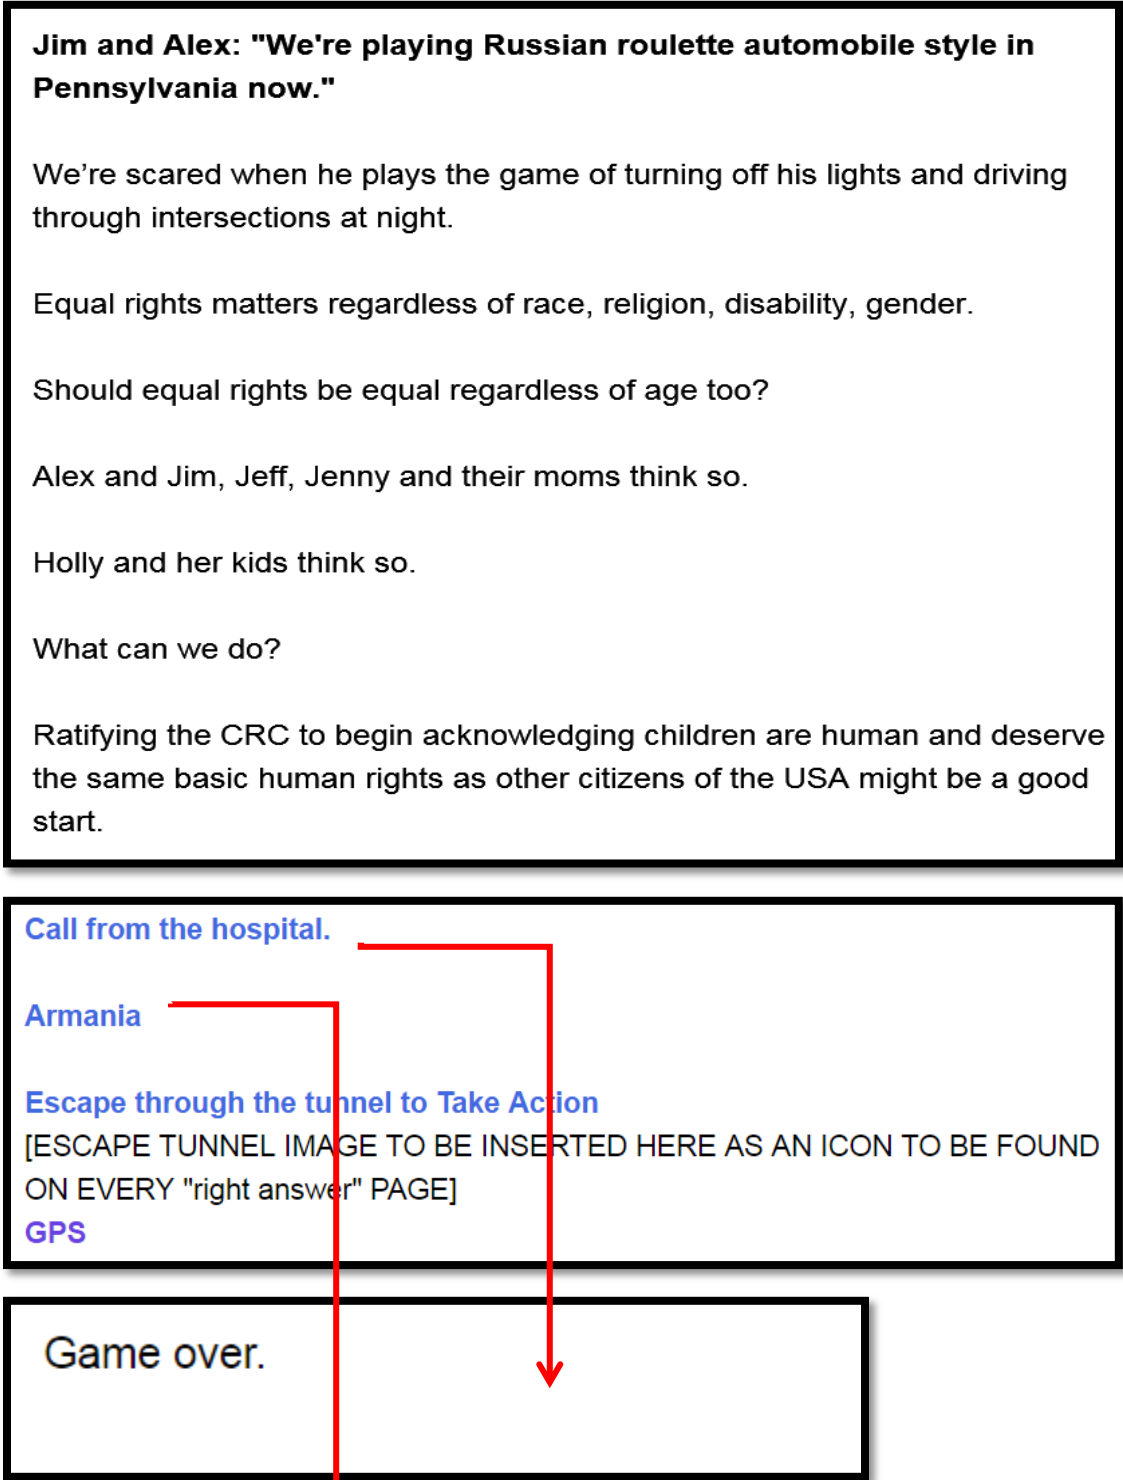 Jim and Alex: "We're playing Russian roulette automobile style in
Pennsylvania now."
We're scared when he plays the game of turning off his lights and driving
through intersections at night.
Equal rights matters regardless of race, religion, disability, gender.
Should equal rights be equal regardless of age too?
Alex and Jim, Jeff, Jenny and their moms think so.
Holly and her kids think so.
What can we do?
Ratifying the CRC to begin acknowledging children are human and deserve
the same basic human rights as other citizens of the USA might be a good
start.
Call from the hospital.
Armania
Escape through the tunnel to Take Action
[ESCAPE TUNNEL IMAGE TO BE INSERTED HERE AS AN ICON TO BE FOUND
ON EVERY "right answer" PAGE]
GPS
Game over.